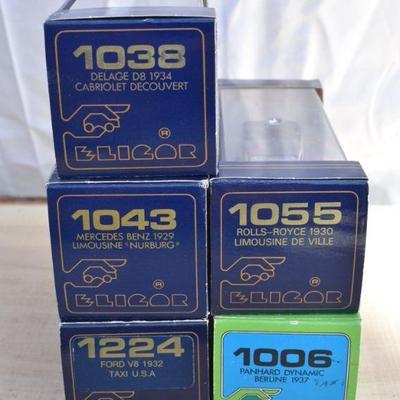 1038
DELAGE D8 1934
CABRIOLET DECOUVERT
®
ELIGOR
1043
MERCEDES BENZ 1929
LIMOUSINE "NURBURG"
®
ELIGOR
1055
ROLLS-ROYCE 1930
LIMOUSINE DE VILLE
®
ELIGOR
1224
FORD V8 1932
TAXI U.S.A
1006
PANHARD DYNAMIC
BERLINE 1937